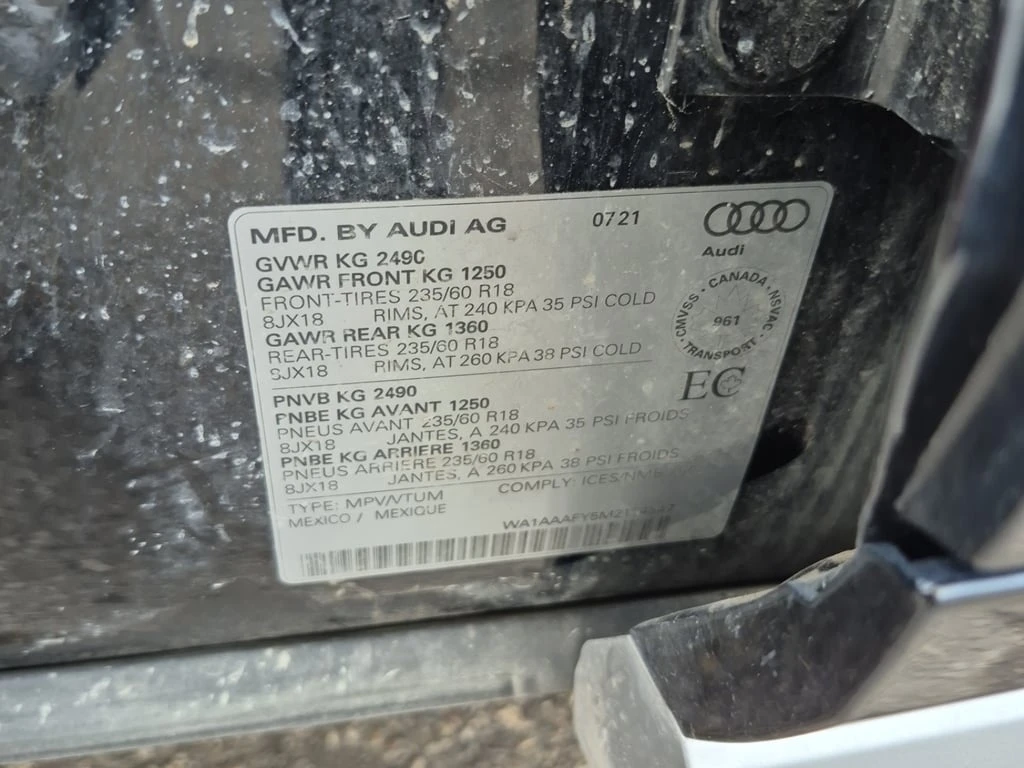 MFD. BY AUDI AG 0721
Audi
GVWR KG 2490
GAWR FRONT KG 1250
FRONT-TIRES 235/60 R18
8JX18 RIMS, AT 240 KPA 35 PSI COLD
GAWR REAR KG 1360
REAR-TIRES 235/60 R18
8JX18 RIMS, AT 260 KPA 38 PSI COLD
CMVSS · CANADA · NSVAC · TRANSPORT ·
961
EC
PNVB KG 2490
PNBE KG AVANT 1250
PNEUS AVANT 235/60 R18
8JX18 JANTES, A 240 KPA 35 PSI FROIDS
PNBE KG ARRIERE 1360
PNEUS ARRIERE 235/60 R18
8JX18 JANTES, A 260 KPA 38 PSI FROIDS
TYPE: MPV/VTUM COMPLY: ICES/NMB
MEXICO / MEXIQUE